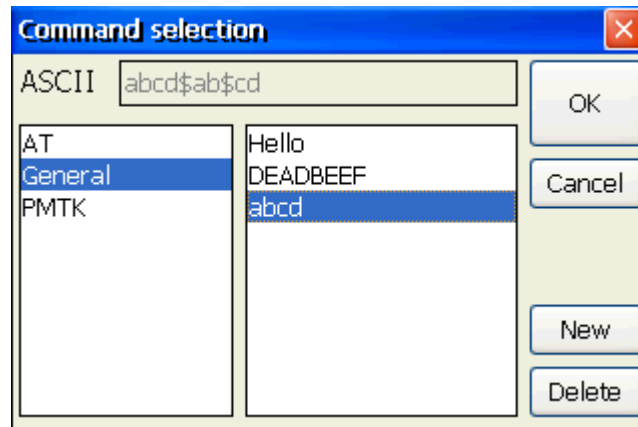 Command selection
ASCII abcd$ab$cd
OK
AT
General
PMTK
Hello
DEADBEEF
abcd
Cancel
New
Delete